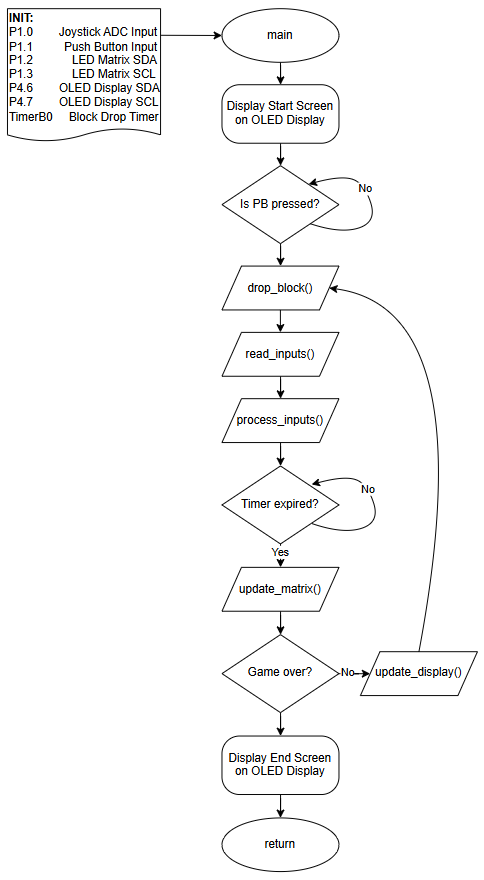 INIT:
P1.0 Joystick ADC Input
P1.1 Push Button Input
P1.2 LED Matrix SDA
P1.3 LED Matrix SCL
P4.6 OLED Display SDA
P4.7 OLED Display SCL
TimerB0 Block Drop Timer
main
Display Start Screen
on OLED Display
Is PB pressed?
No
drop_block()
read_inputs()
process_inputs()
Timer expired?
No
Yes
update_matrix()
Game over?
No
update_display()
Display End Screen
on OLED Display
return